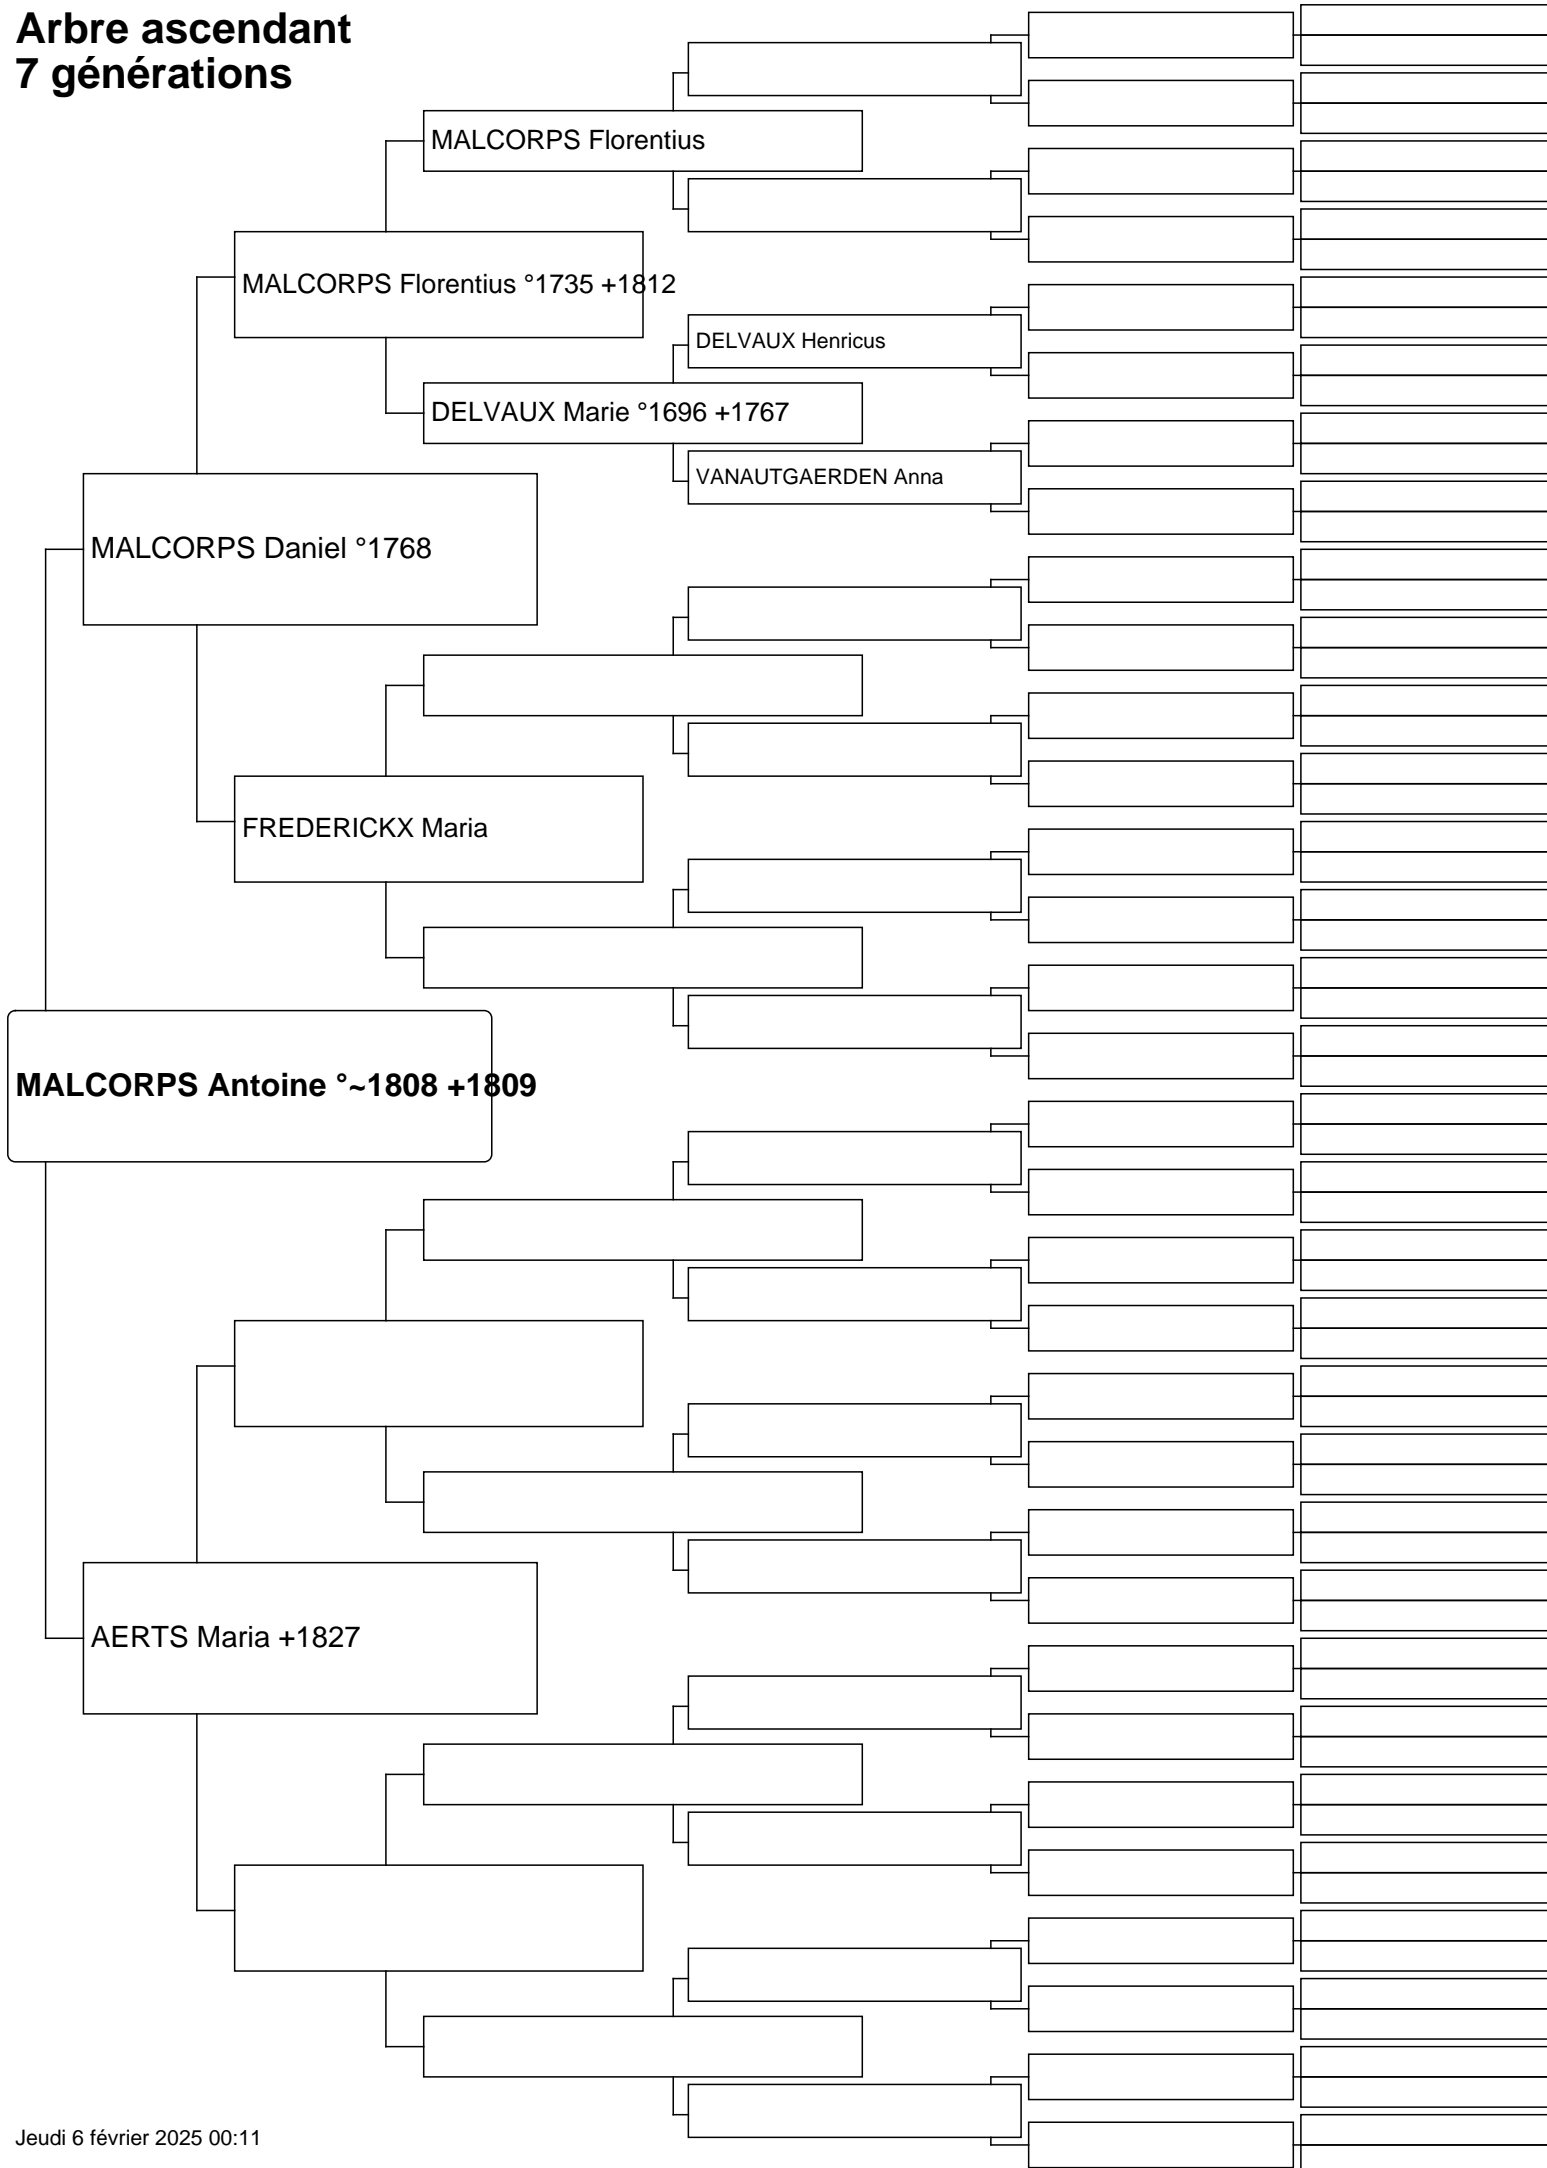 Arbre ascendant
7 générations
MALCORPS Florentius
MALCORPS Florentius °1735 +1812
DELVAUX Henricus
DELVAUX Marie °1696 +1767
VANAUTGAERDEN Anna
MALCORPS Daniel °1768
FREDERICKX Maria
MALCORPS Antoine °~1808 +1809
AERTS Maria +1827
Jeudi 6 février 2025 00:11